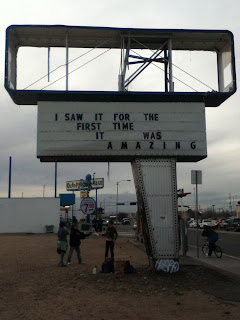 I SAW IT FOR THE
FIRST TIME
IT WAS
AMAZING